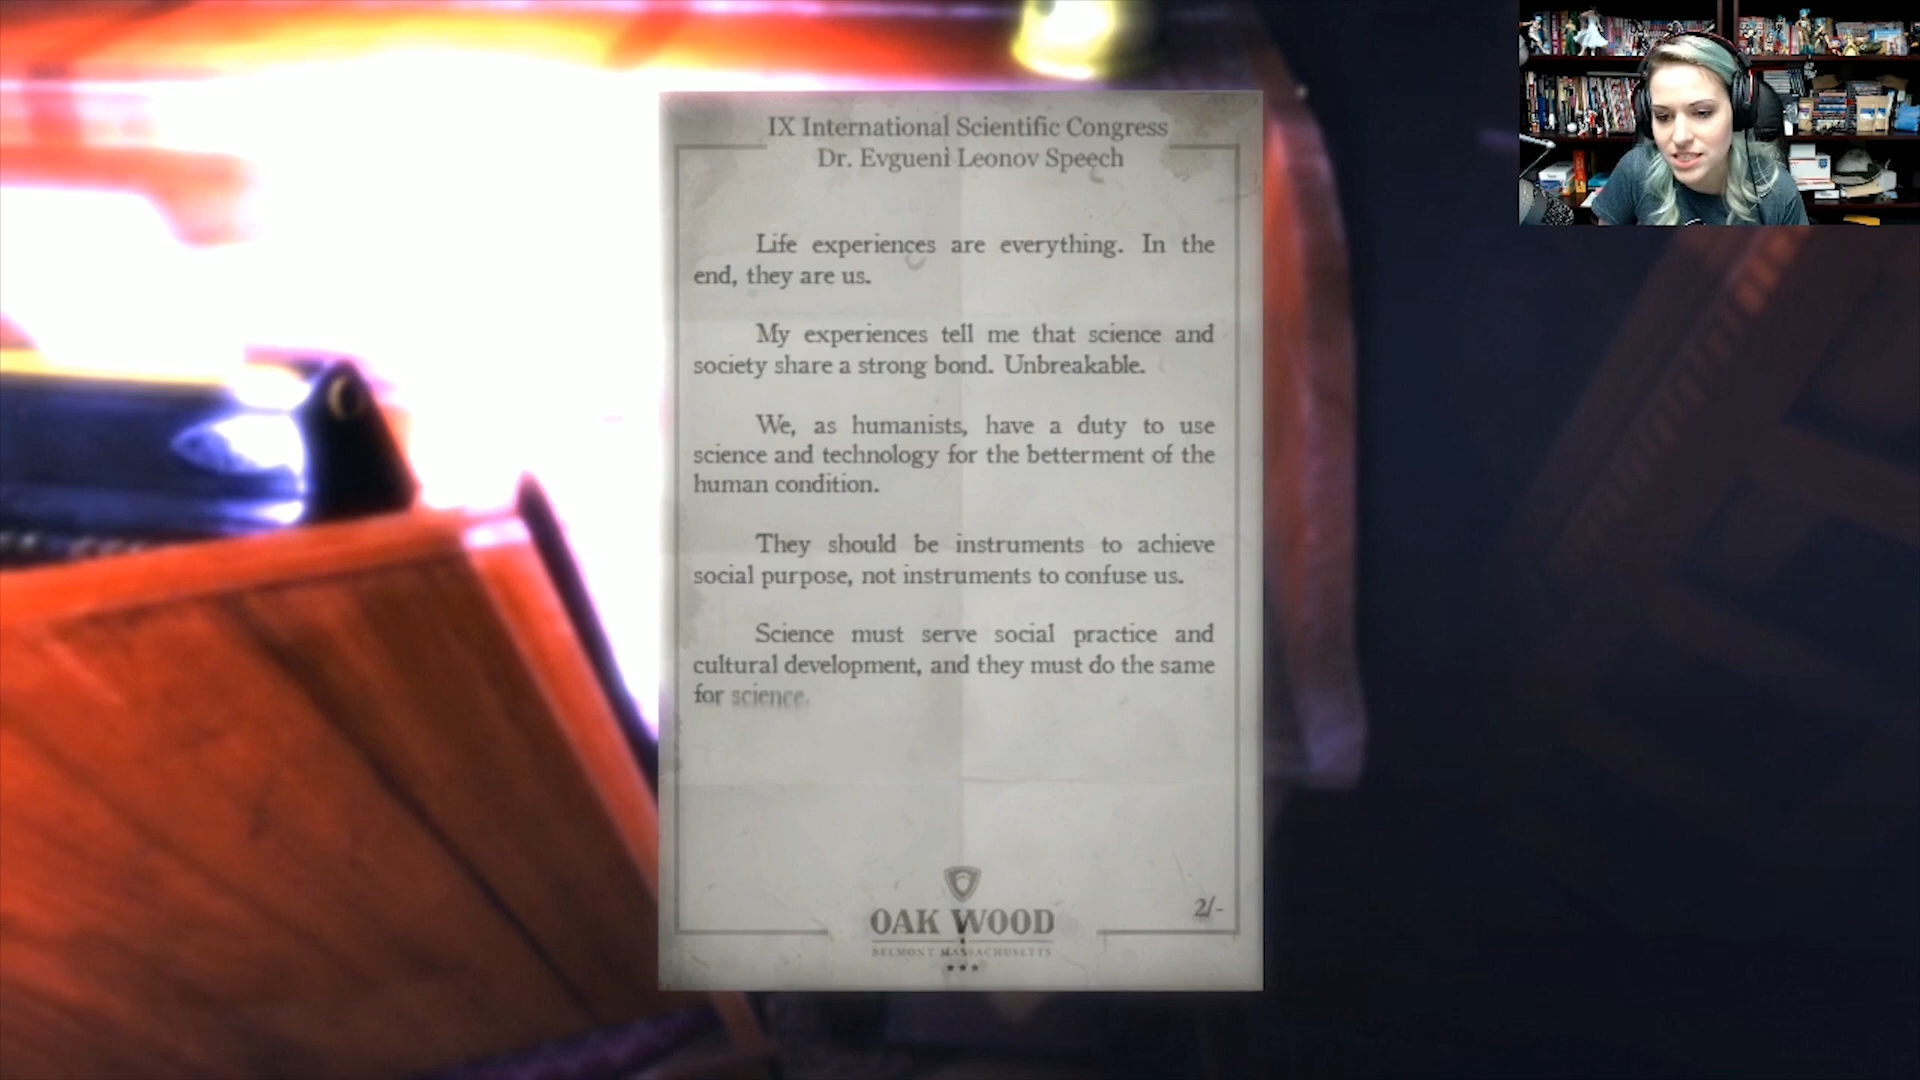 IX International Scientific Congress
Dr. Evgueni Leonov Speech
Life experiences are everything. In the
end, they are us.
My experiences tell me that science and
society share a strong bond. Unbreakable.
We, as humanists, have a duty to use
science and technology for the betterment of the
human condition.
They should be instruments to achieve
social purpose, not instruments to confuse us.
Science must serve social practice and
cultural development, and they must do the same
for science.
OAK WOOD
BELMONT MASSACHUSETTS
2/-